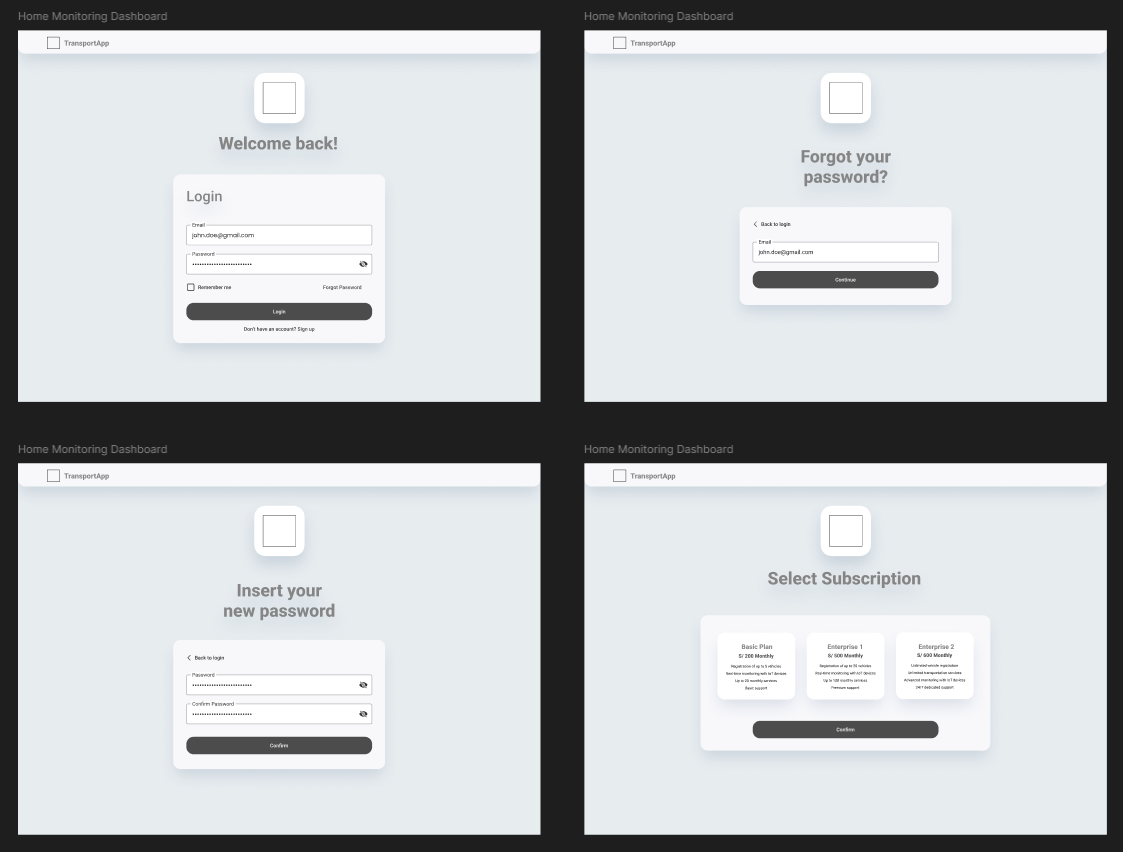 Home Monitoring Dashboard
TransportApp
Welcome back!
Login
Email
john.doe@gmail.com
Password
Remember me
Forgot Password
Login
Don't have an account? Sign up
Home Monitoring Dashboard
TransportApp
Forgot your
password?
Back to login
Email
john.doe@gmail.com
Continue
Home Monitoring Dashboard
TransportApp
Insert your
new password
Back to login
Password
Confirm Password
Confirm
Home Monitoring Dashboard
TransportApp
Select Subscription
Basic Plan
S/ 200 Monthly
Registration of up to 5 vehicles
Real-time monitoring with IoT devices
Up to 20 monthly services
Basic support
Enterprise 1
S/ 500 Monthly
Registration of up to vehicles
Real-time monitoring with IoT devices
Up to monthly services
Premium support
Enterprise 2
S/ 600 Monthly
Unlimited vehicle registration
Unlimited transportation services
Advanced monitoring with IoT devices
24/7 dedicated support
Confirm